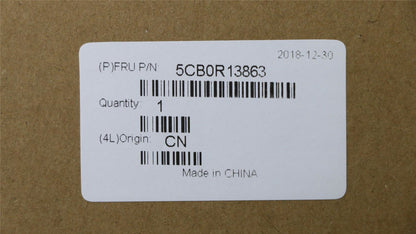 2018-12-30
(P)FRU P/N: 5CB0R13863
Quantity: 1
(4L)Origin: CN
Made in CHINA